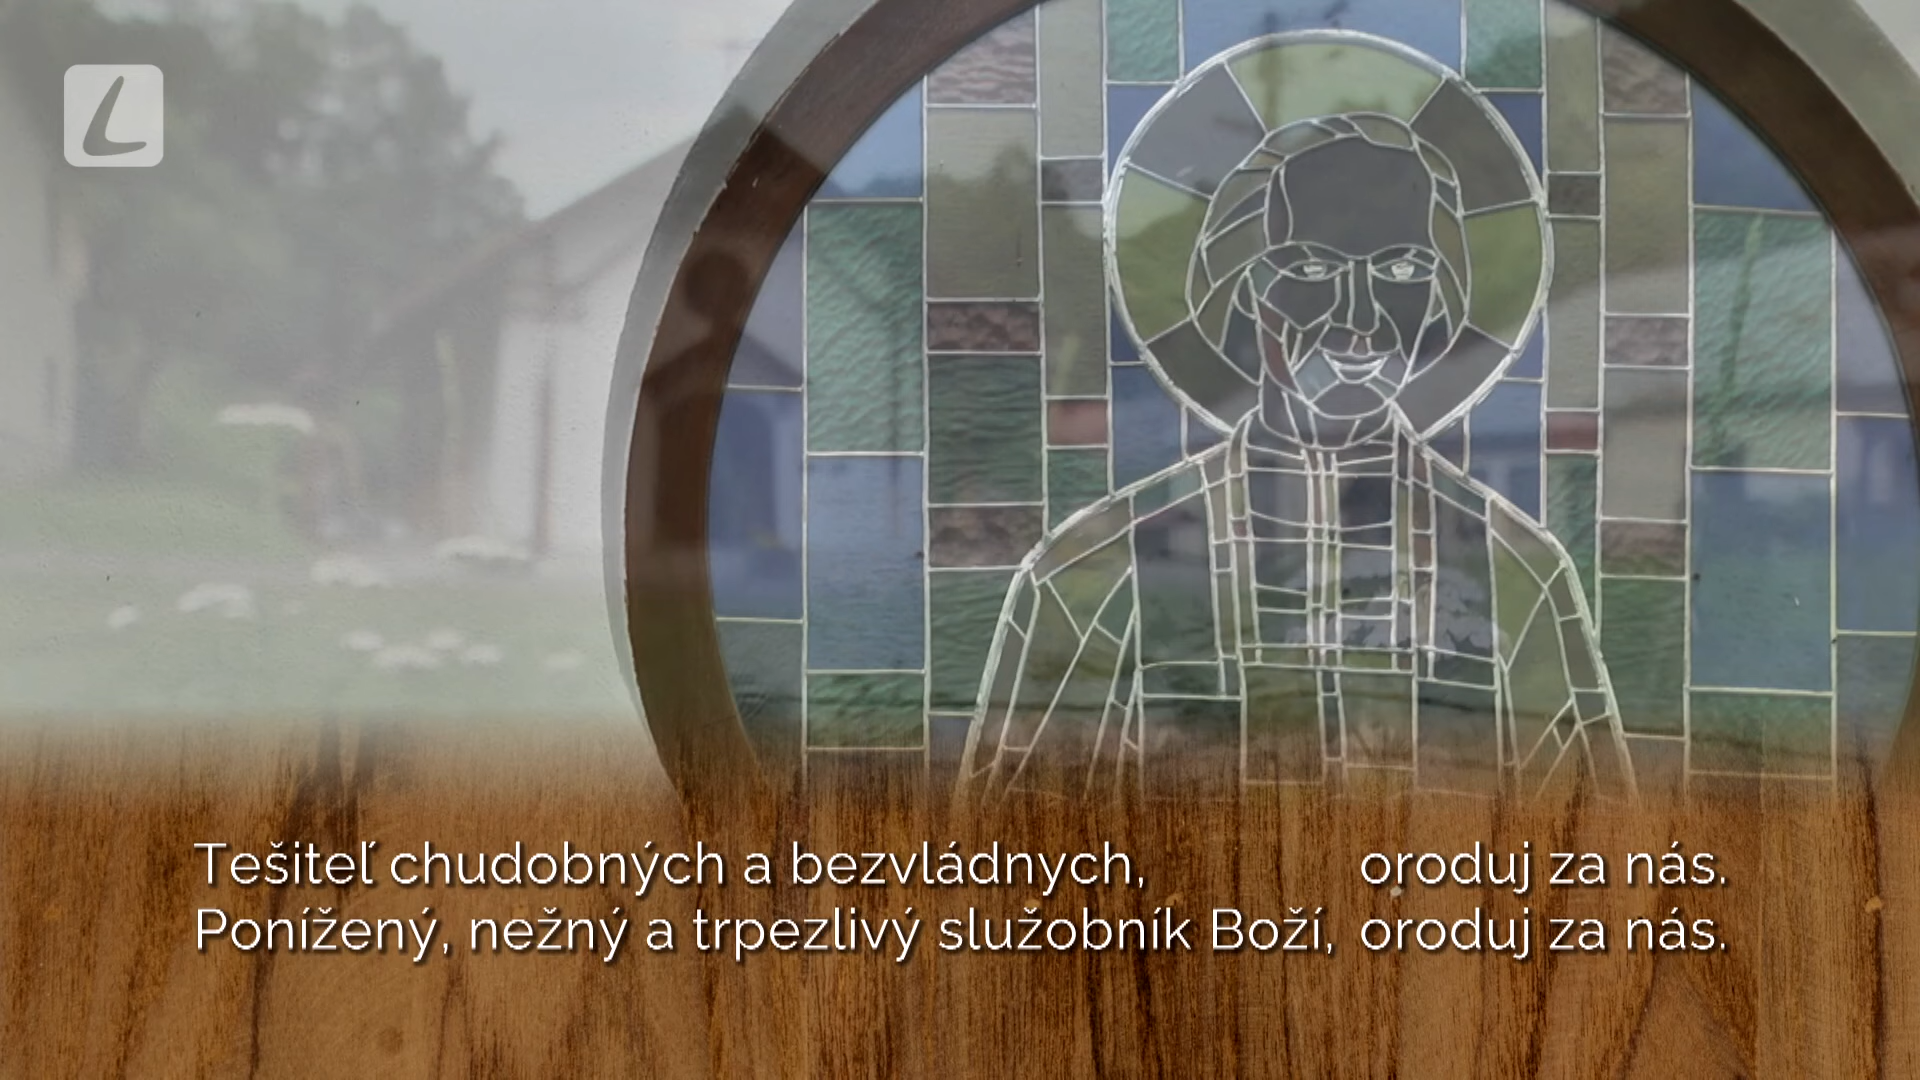 L
Tešiteľ chudobných a bezvládnych, oroduj za nás.
Ponížený, nežný a trpezlivý služobník Boží, oroduj za nás.